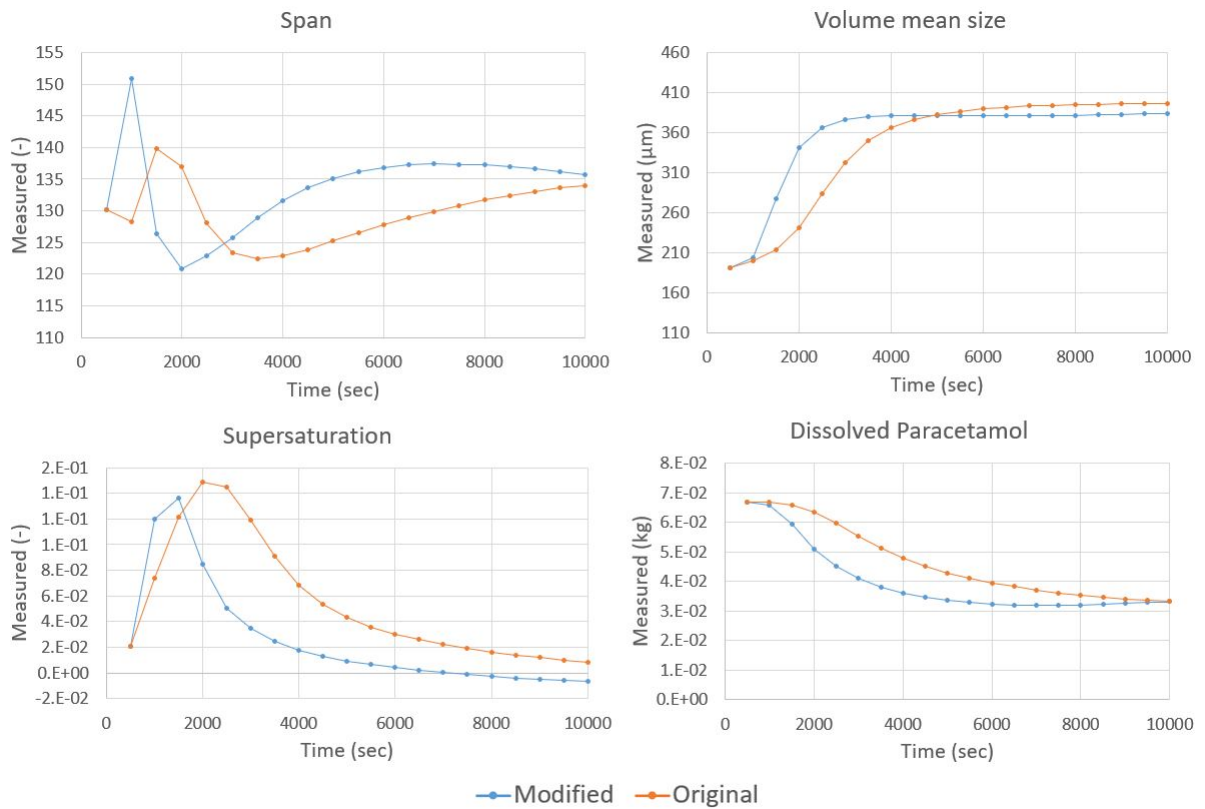 Span
155
150
145
140
135
130
125
120
115
110
Measured (-)
0 2000 4000 6000 8000 10000
Time (sec)
Volume mean size
460
410
360
310
260
210
160
110
Measured (µm)
0 2000 4000 6000 8000 10000
Time (sec)
Supersaturation
2.E-01
1.E-01
1.E-01
1.E-01
8.E-02
6.E-02
4.E-02
2.E-02
0.E+00
-2.E-02
Measured (-)
0 2000 4000 6000 8000 10000
Time (sec)
Dissolved Paracetamol
8.E-02
7.E-02
6.E-02
5.E-02
4.E-02
3.E-02
2.E-02
1.E-02
0.E+00
Measured (kg)
0 2000 4000 6000 8000 10000
Time (sec)
Modified Original